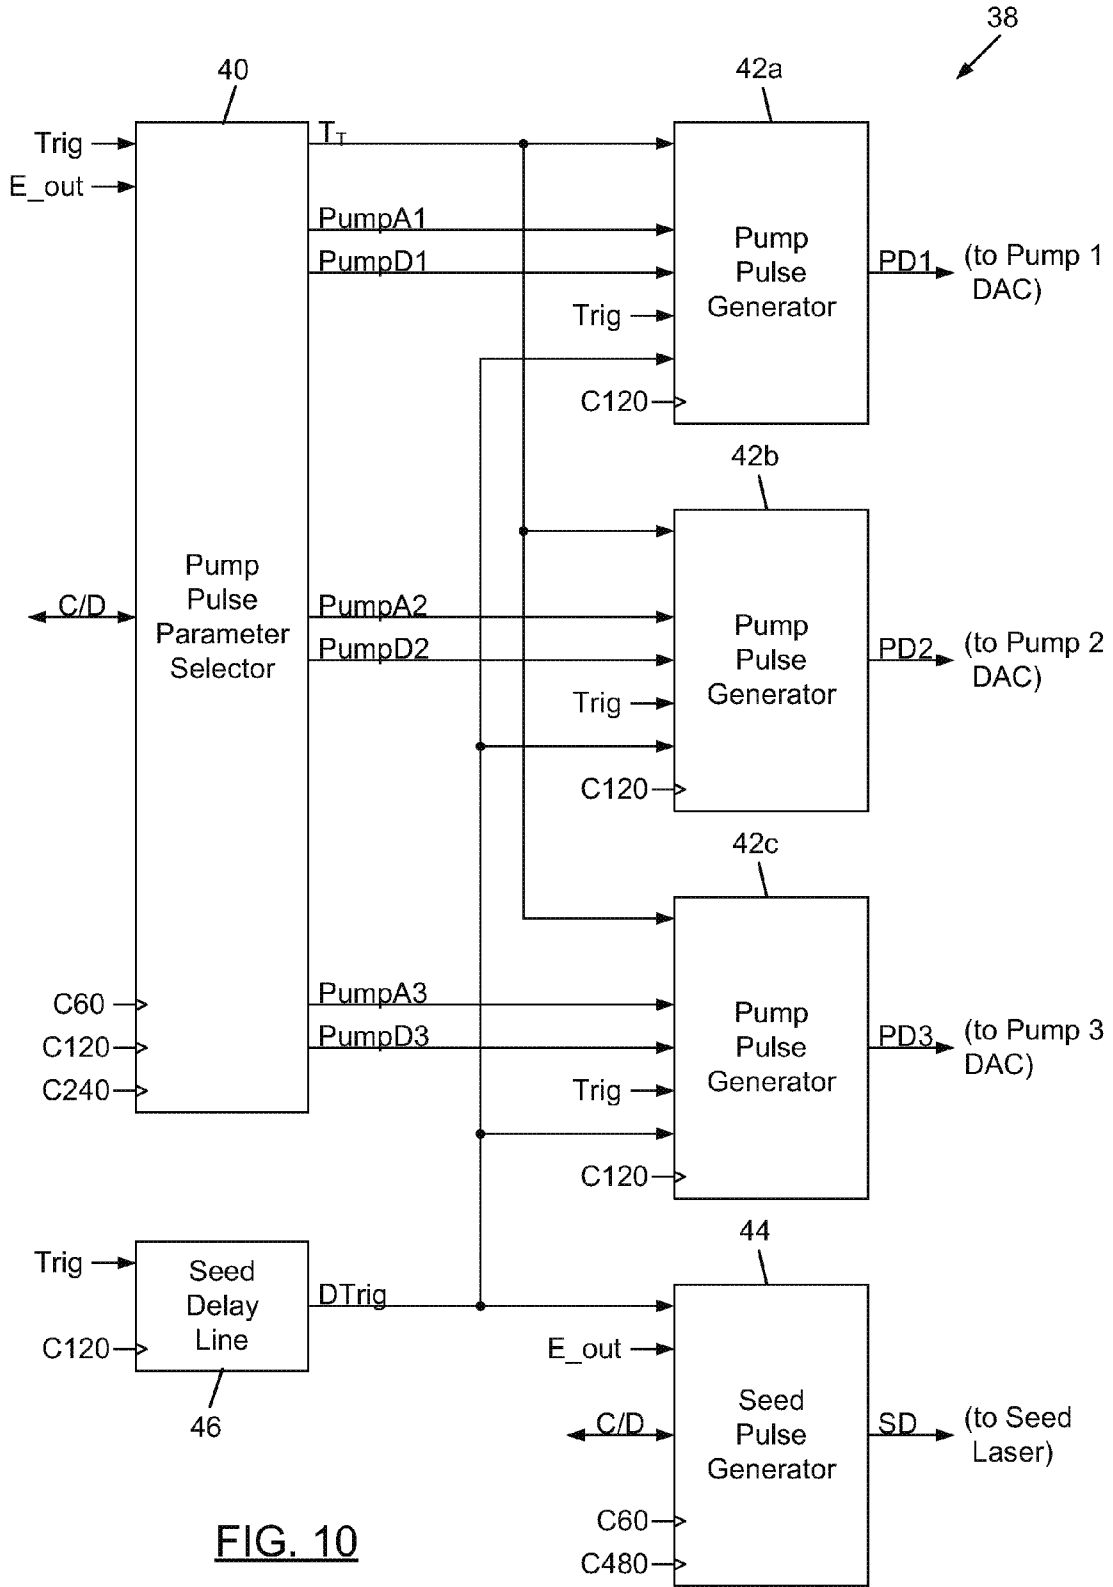 38
40
42a
Trig
E_out
T_T
PumpA1
PumpD1
Trig
C120
Pump
Pulse
Generator
PD1
(to Pump 1
DAC)
42b
C/D
Pump
Pulse
Parameter
Selector
PumpA2
PumpD2
Trig
C120
Pump
Pulse
Generator
PD2
(to Pump 2
DAC)
42c
C60
C120
C240
PumpA3
PumpD3
Trig
C120
Pump
Pulse
Generator
PD3
(to Pump 3
DAC)
Trig
C120
Seed
Delay
Line
46
DTrig
44
E_out
C/D
C60
C480
Seed
Pulse
Generator
SD
(to Seed
Laser)
FIG. 10